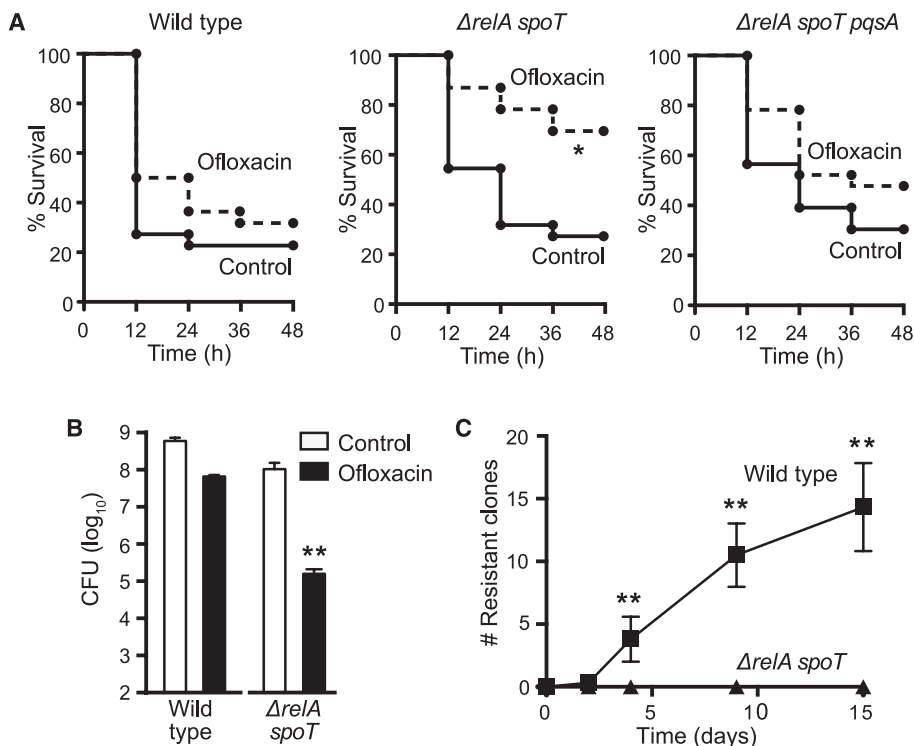 A
Wild type
% Survival
100
80
60
40
20
0
Ofloxacin
Control
0 12 24 36 48
Time (h)
ΔrelA spoT
% Survival
100
80
60
40
20
0
Ofloxacin
*
Control
0 12 24 36 48
Time (h)
ΔrelA spoT pqsA
% Survival
100
80
60
40
20
0
Ofloxacin
Control
0 12 24 36 48
Time (h)
B
CFU (log10)
9
8
7
6
5
4
3
2
Control
Ofloxacin
**
Wild
type
ΔrelA
spoT
C
# Resistant clones
20
15
10
5
0
Wild type
**
**
**
ΔrelA spoT
0 5 10 15
Time (days)